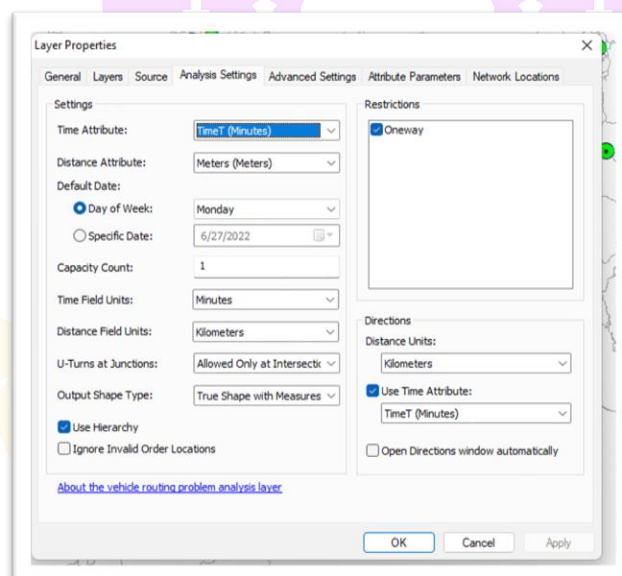 Layer Properties
General Layers Source Analysis Settings Advanced Settings Attribute Parameters Network Locations
Settings
Time Attribute: TimeT (Minutes)
Distance Attribute: Meters (Meters)
Default Date:
Day of Week: Monday
Specific Date: 6/27/2022
Capacity Count: 1
Time Field Units: Minutes
Distance Field Units: Kilometers
U-Turns at Junctions: Allowed Only at Intersectic
Output Shape Type: True Shape with Measures
Use Hierarchy
Ignore Invalid Order Locations
About the vehicle routing problem analysis layer
Restrictions
Oneway
Directions
Distance Units:
Kilometers
Use Time Attribute:
TimeT (Minutes)
Open Directions window automatically
OK Cancel Apply